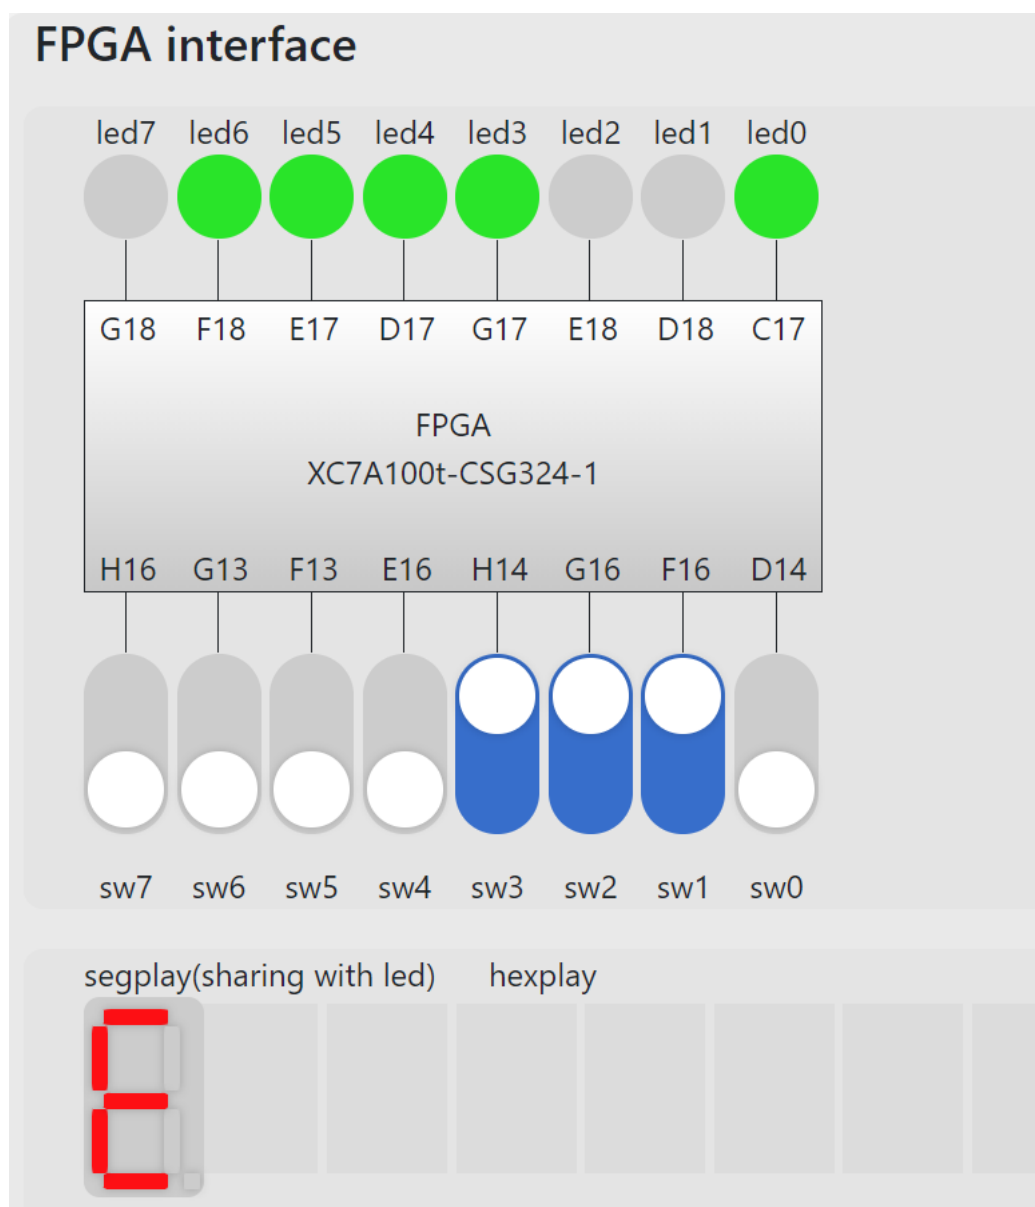 FPGA interface
led7 led6 led5 led4 led3 led2 led1 led0
G18 F18 E17 D17 G17 E18 D18 C17
FPGA
XC7A100t-CSG324-1
H16 G13 F13 E16 H14 G16 F16 D14
sw7 sw6 sw5 sw4 sw3 sw2 sw1 sw0
segplay(sharing with led) hexplay
E